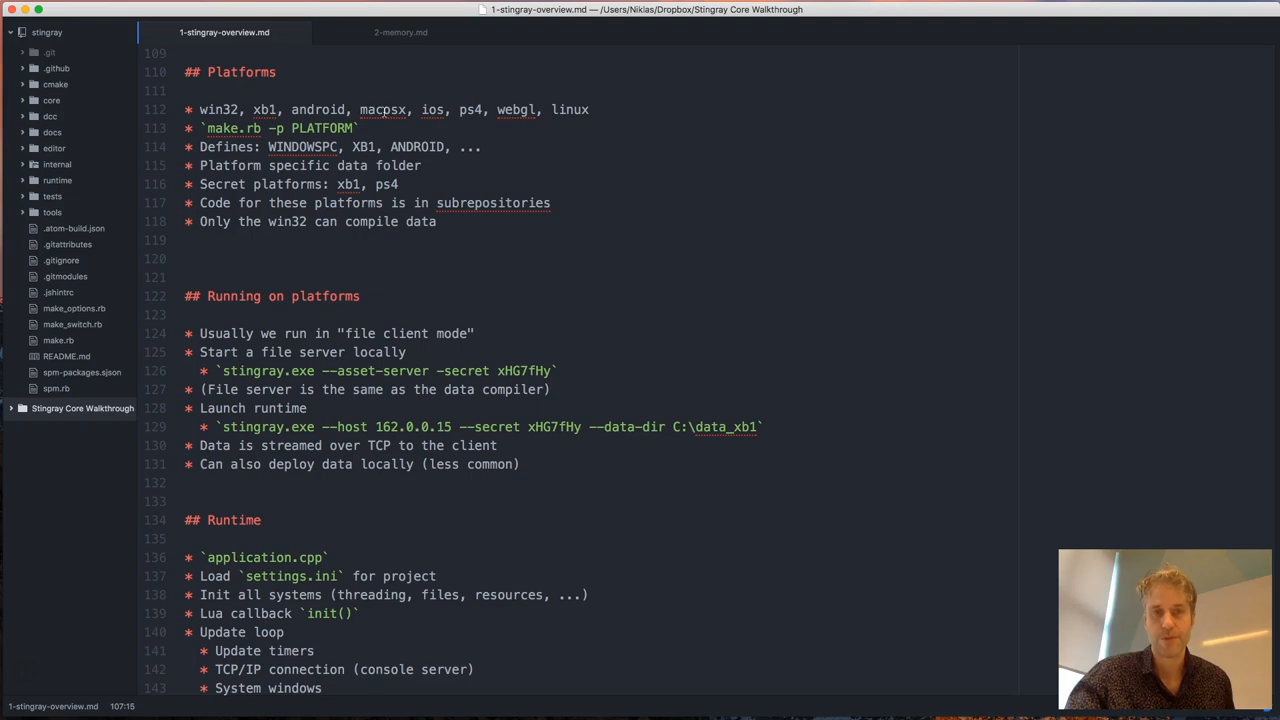 1-stingray-overview.md — /Users/Niklas/Dropbox/Stingray Core Walkthrough
stingray
.git
.github
cmake
core
dcc
docs
editor
internal
runtime
tests
tools
.atom-build.json
.gitattributes
.gitignore
.gitmodules
.jshintrc
make_options.rb
make_switch.rb
make.rb
README.md
spm-packages.sjson
spm.rb
Stingray Core Walkthrough
1-stingray-overview.md 2-memory.md
109
110 ## Platforms
111
112 * win32, xb1, android, macosx, ios, ps4, webgl, linux
113 * `make.rb -p PLATFORM`
114 * Defines: WINDOWSPC, XB1, ANDROID, ...
115 * Platform specific data folder
116 * Secret platforms: xb1, ps4
117 * Code for these platforms is in subrepositories
118 * Only the win32 can compile data
119
120
121
122 ## Running on platforms
123
124 * Usually we run in "file client mode"
125 * Start a file server locally
126 * `stingray.exe --asset-server -secret xHG7fHy`
127 * (File server is the same as the data compiler)
128 * Launch runtime
129 * `stingray.exe --host 162.0.0.15 --secret xHG7fHy --data-dir C:\data_xb1`
130 * Data is streamed over TCP to the client
131 * Can also deploy data locally (less common)
132
133
134 ## Runtime
135
136 * `application.cpp`
137 * Load `settings.ini` for project
138 * Init all systems (threading, files, resources, ...)
139 * Lua callback `init()`
140 * Update loop
141 * Update timers
142 * TCP/IP connection (console server)
143 * System windows
1-stingray-overview.md 107:15